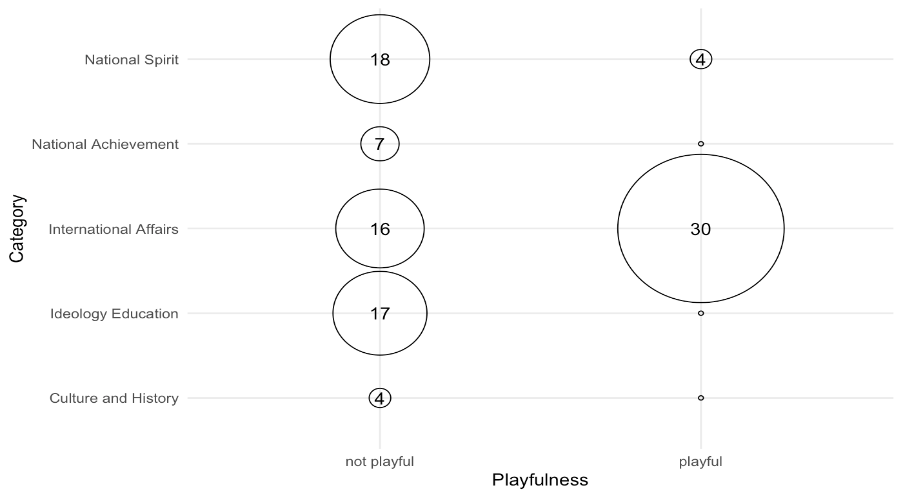 National Spirit
18
4
National Achievement
7
Category
International Affairs
16
30
Ideology Education
17
Culture and History
4
not playful
playful
Playfulness